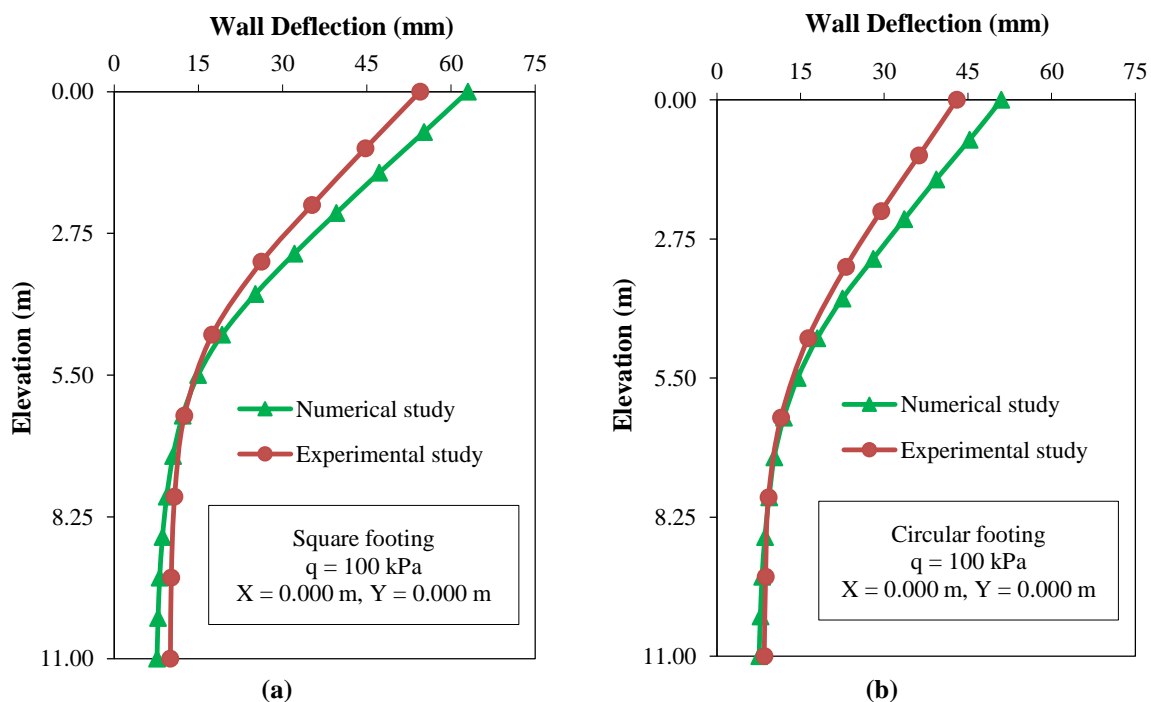 Wall Deflection (mm)
0 15 30 45 60 75
0.00
2.75
5.50
8.25
11.00
Elevation (m)
Numerical study
Experimental study
Square footing
q = 100 kPa
X = 0.000 m, Y = 0.000 m
(a)
Wall Deflection (mm)
0 15 30 45 60 75
0.00
2.75
5.50
8.25
11.00
Elevation (m)
Numerical study
Experimental study
Circular footing
q = 100 kPa
X = 0.000 m, Y = 0.000 m
(b)